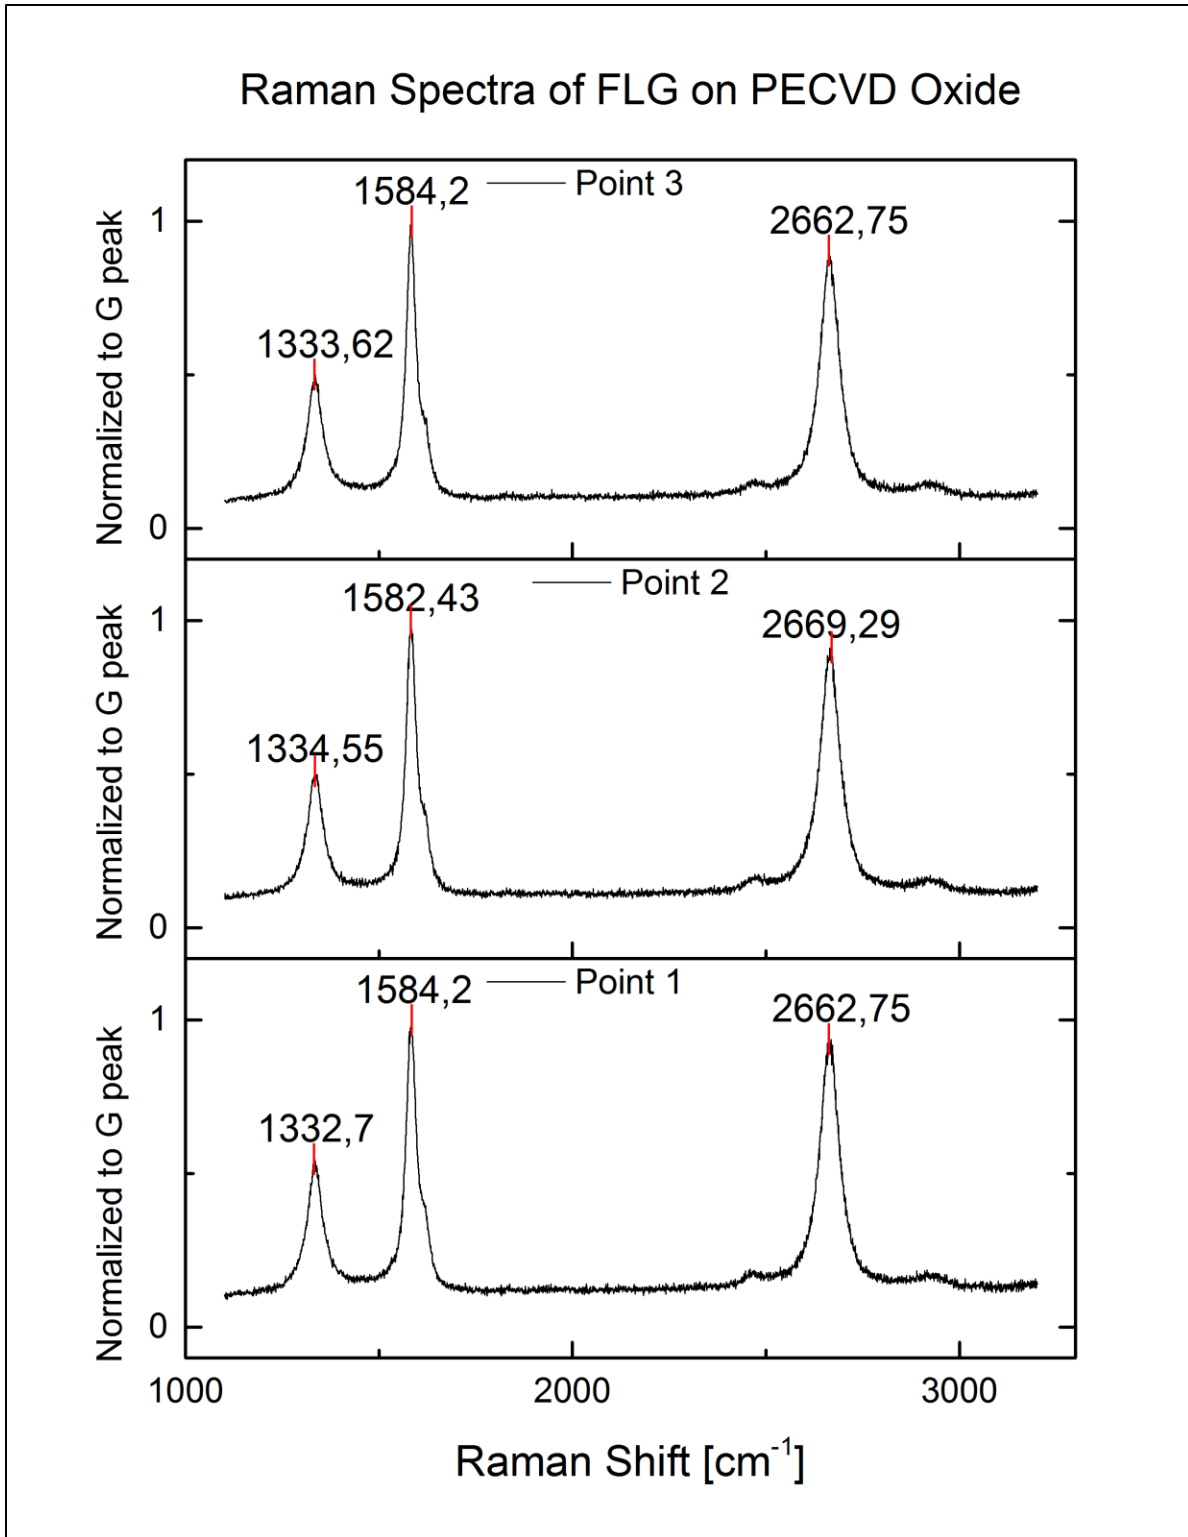 Raman Spectra of FLG on PECVD Oxide
Point 3
1584,2
2662,75
1333,62
1
0
Normalized to G peak
Point 2
1582,43
2669,29
1334,55
1
0
Normalized to G peak
Point 1
1584,2
2662,75
1332,7
1
0
Normalized to G peak
1000 2000 3000
Raman Shift [cm⁻¹]